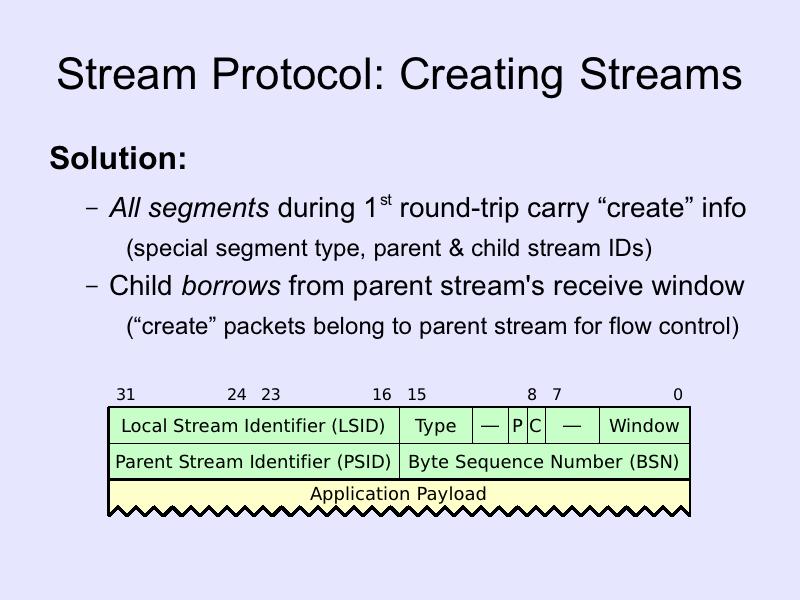 Stream Protocol: Creating Streams
Solution:
– All segments during 1st round-trip carry “create” info
(special segment type, parent & child stream IDs)
– Child borrows from parent stream's receive window
(“create” packets belong to parent stream for flow control)
31 24 23 16 15 8 7 0
Local Stream Identifier (LSID) Type — P C — Window
Parent Stream Identifier (PSID) Byte Sequence Number (BSN)
Application Payload